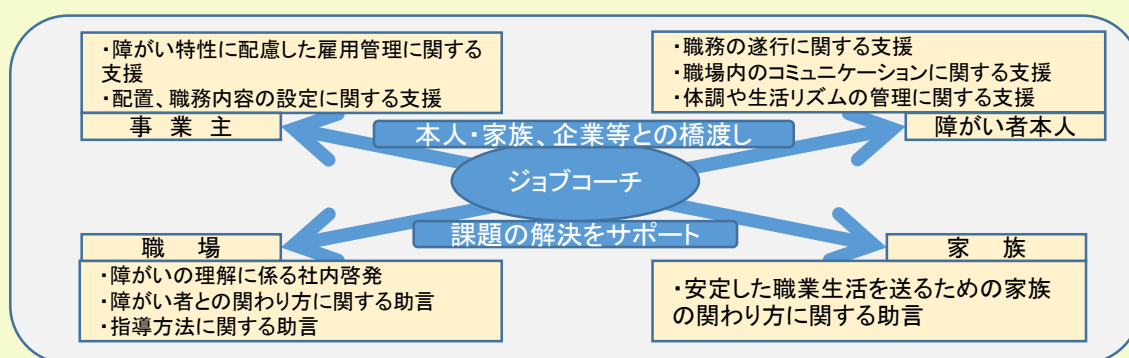 ・障がい特性に配慮した雇用管理に関する
支援
・配置、職務内容の設定に関する支援
事 業 主
・職務の遂行に関する支援
・職場内のコミュニケーションに関する支援
・体調や生活リズムの管理に関する支援
障がい者本人
本人・家族、企業等との橋渡し
ジョブコーチ
課題の解決をサポート
職 場
・障がいの理解に係る社内啓発
・障がい者との関わり方に関する助言
・指導方法に関する助言
家 族
・安定した職業生活を送るための家族
の関わり方に関する助言